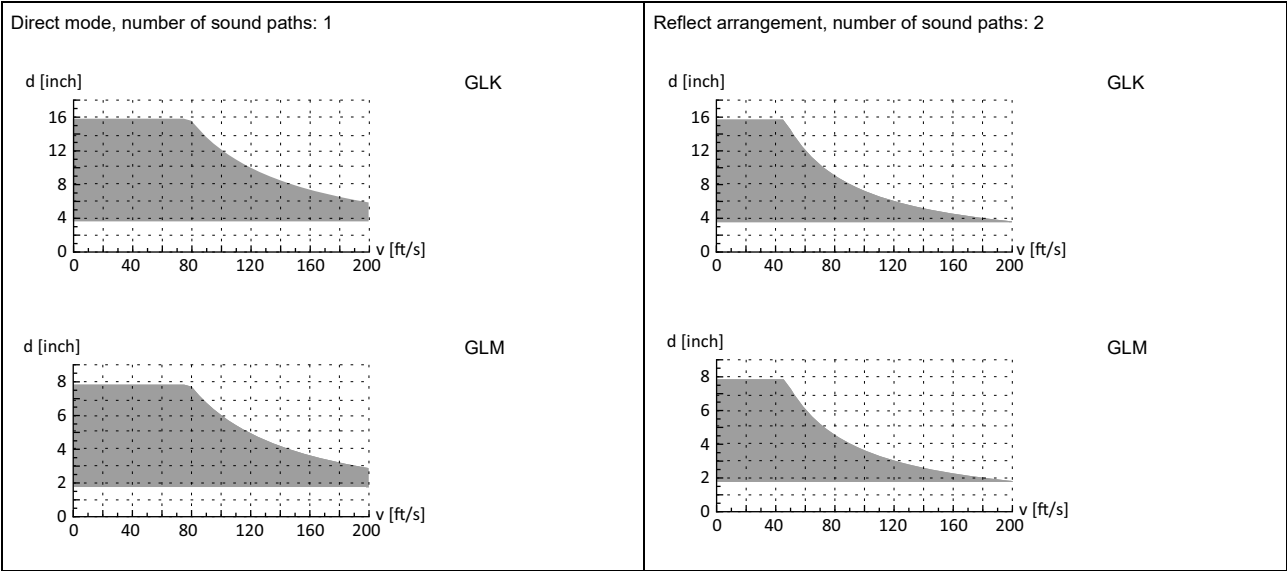 Direct mode, number of sound paths: 1
d [inch]
GLK
16
12
8
4
0
v [ft/s]
0 40 80 120 160 200
d [inch]
GLM
8
6
4
2
0
v [ft/s]
0 40 80 120 160 200
Reflect arrangement, number of sound paths: 2
d [inch]
GLK
16
12
8
4
0
v [ft/s]
0 40 80 120 160 200
d [inch]
GLM
8
6
4
2
0
v [ft/s]
0 40 80 120 160 200